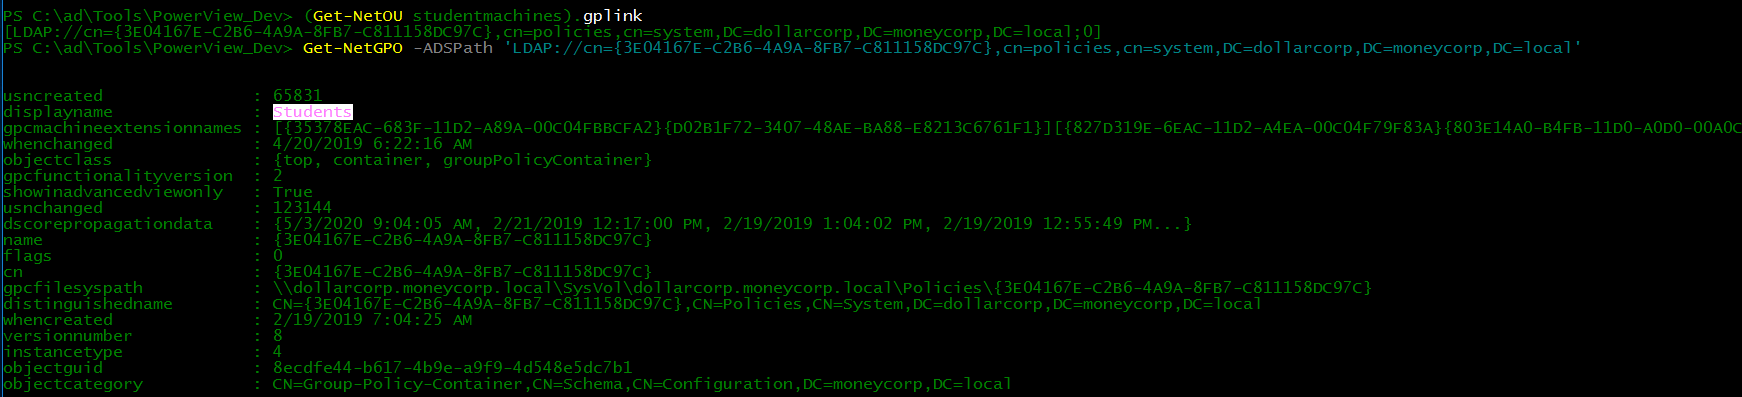 PS C:\ad\Tools\PowerView_Dev> (Get-NetOU studentmachines).gplink
[LDAP://cn={3E04167E-C2B6-4A9A-8FB7-C811158DC97C},cn=policies,cn=system,DC=dollarcorp,DC=moneycorp,DC=local;0]
PS C:\ad\Tools\PowerView_Dev> Get-NetGPO -ADSPath 'LDAP://cn={3E04167E-C2B6-4A9A-8FB7-C811158DC97C},cn=policies,cn=system,DC=dollarcorp,DC=moneycorp,DC=local'
usncreated : 65831
displayname : Students
gpcmachineextensionnames : [{35378EAC-683F-11D2-A89A-00C04FBBCFA2}{D02B1F72-3407-48AE-BA88-E8213C6761F1}][{827D319E-6EAC-11D2-A4EA-00C04F79F83A}{803E14A0-B4FB-11D0-A0D0-00A0C
whenchanged : 4/20/2019 6:22:16 AM
objectclass : {top, container, groupPolicyContainer}
gpcfunctionalityversion : 2
showinadvancedviewonly : True
usnchanged : 123144
dscorepropagationdata : {5/3/2020 9:04:05 AM, 2/21/2019 12:17:00 PM, 2/19/2019 1:04:02 PM, 2/19/2019 12:55:49 PM...}
name : {3E04167E-C2B6-4A9A-8FB7-C811158DC97C}
flags : 0
cn : {3E04167E-C2B6-4A9A-8FB7-C811158DC97C}
gpcfilesyspath : \\dollarcorp.moneycorp.local\SysVol\dollarcorp.moneycorp.local\Policies\{3E04167E-C2B6-4A9A-8FB7-C811158DC97C}
distinguishedname : CN={3E04167E-C2B6-4A9A-8FB7-C811158DC97C},CN=Policies,CN=System,DC=dollarcorp,DC=moneycorp,DC=local
whencreated : 2/19/2019 7:04:25 AM
versionnumber : 8
instancetype : 4
objectguid : 8ecdfe44-b617-4b9e-a9f9-4d548e5dc7b1
objectcategory : CN=Group-Policy-Container,CN=Schema,CN=Configuration,DC=moneycorp,DC=local